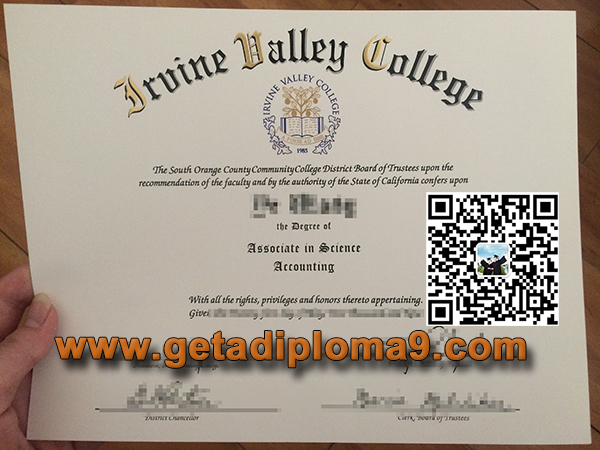 Irvine Valley College
IRVINE VALLEY COLLEGE
1985
The South Orange County Community College District Board of Trustees upon the
recommendation of the faculty and by the authority of the State of California confers upon
the Degree of
Associate in Science
Accounting
With all the rights, privileges and honors thereto appertaining.
Given
www.getadiploma9.com
District Chancellor
Clerk, Board of Trustees